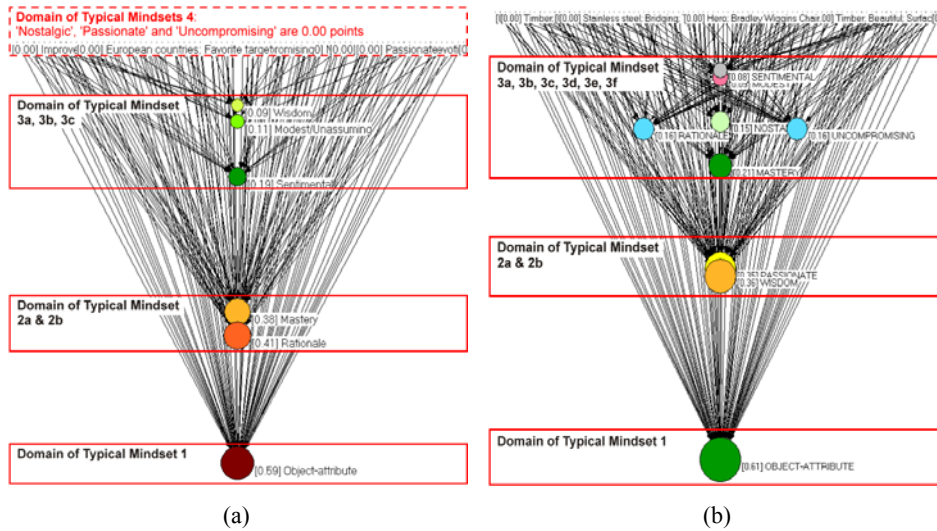 Domain of Typical Mindsets 4:
'Nostalgic', 'Passionate' and 'Uncompromising' are 0.00 points
[0.00] European countries; Favorite
Domain of Typical Mindset
3a, 3b, 3c
[0.09] Wisdom
[0.11] Modest/Unassuming
[0.19] Sentimental
Domain of Typical Mindset
2a & 2b
[0.38] Mastery
[0.41] Rationale
Domain of Typical Mindset 1
[0.59] Object-attribute
(a)
[0.00] Timber;
[0.00] Stainless steel; Bridging;
[0.00] Hero; Bradley Wiggins Chair
Timber; Beautiful;
Domain of Typical Mindset
3a, 3b, 3c, 3d, 3e, 3f
[0.08] SENTIMENTAL
MODEST
[0.16] RATIONALE
[0.15] NOSTA
[0.16] UNCOMPROMISING
[0.21] MASTERY
Domain of Typical Mindset
2a & 2b
[0.35] PASSIONATE
[0.36] WISDOM
Domain of Typical Mindset 1
[0.61] OBJECT-ATTRIBUTE
(b)